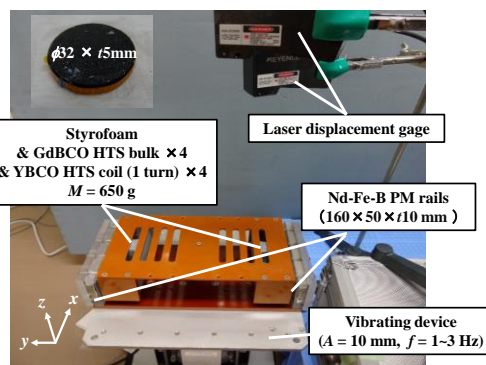 ϕ32 × t5mm
KEYENCE
Laser displacement gage
Styrofoam
& GdBCO HTS bulk ×4
& YBCO HTS coil (1 turn) ×4
M = 650 g
Nd-Fe-B PM rails
(160×50×t10 mm )
z
x
y
Vibrating device
(A = 10 mm, f = 1~3 Hz)